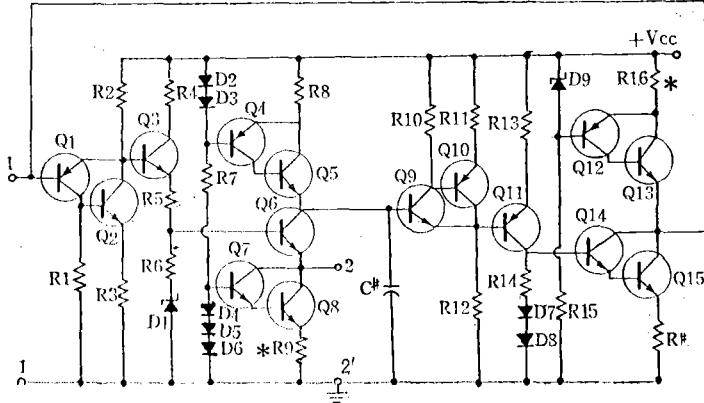 +Vcc
R2
R4
D2
D3
Q4
R8
R10
R11
R13
D9
R16
*
Q1
Q3
Q10
Q12
Q13
1
R7
Q5
Q9
Q11
R5
Q6
Q14
Q2
Q7
2
R6
R14
Q15
R1
R3
D1
D4
D5
D6
Q8
C#
R12
D7
D8
R15
R#
*R9
1
2'